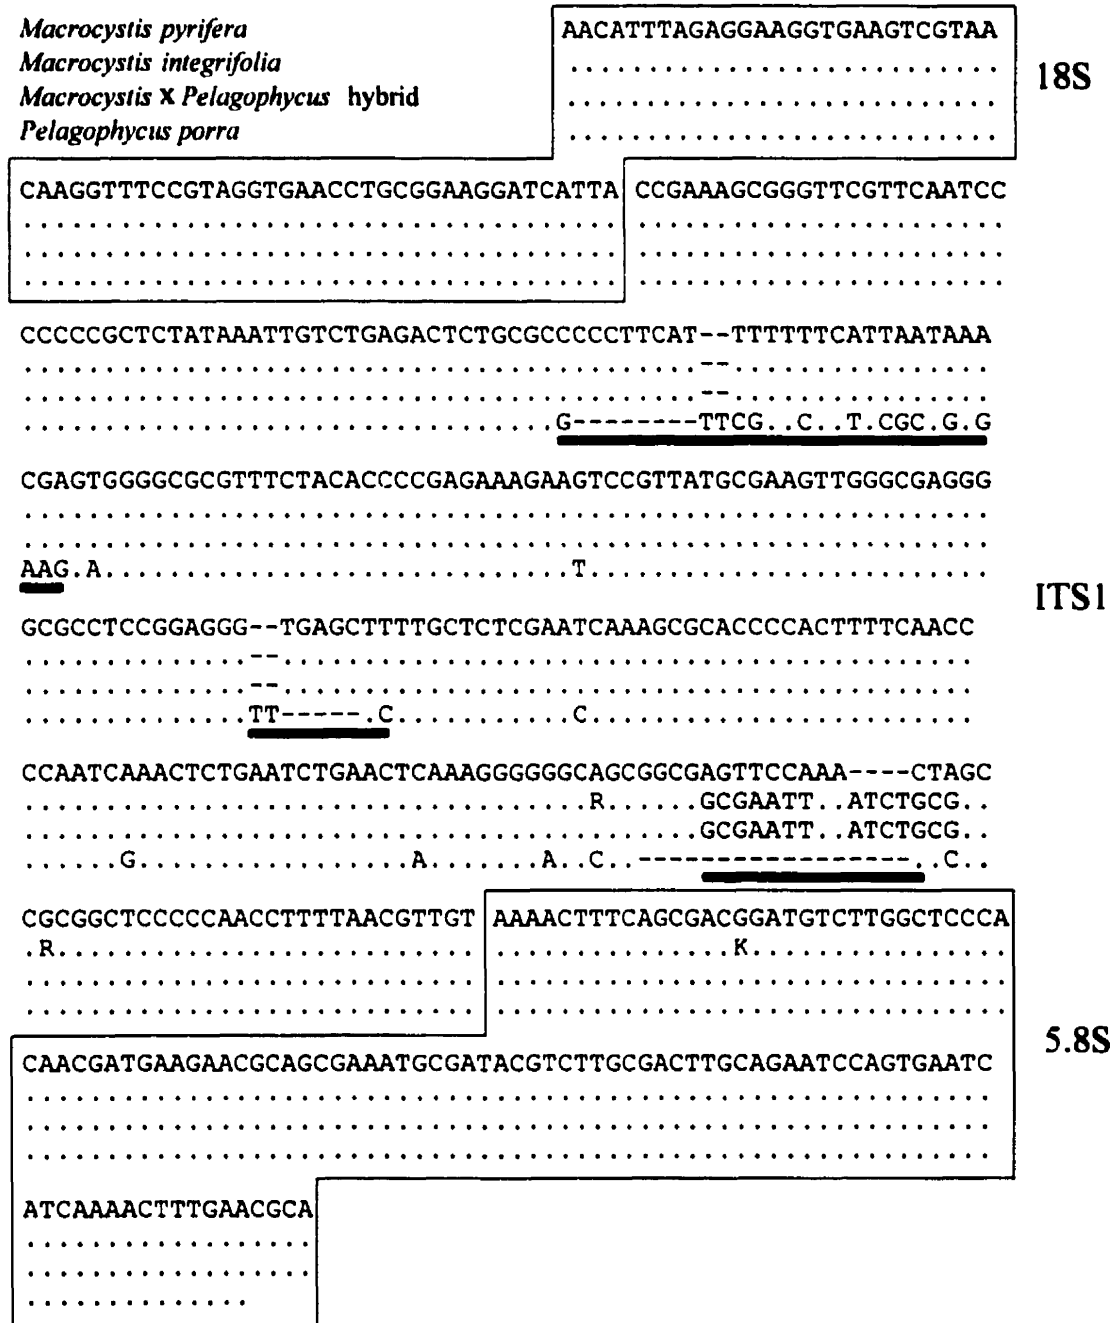 Macrocystis pyrifera AACATTTAGAGGAAGGTGAAGTCGTAA
Macrocystis integrifolia ...........................
18S
Macrocystis X Pelagophycus hybrid ...........................
Pelagophycus porra ...........................
CAAGGTTTCCGTAGGTGAACCTGCGGAAGGATCATTA CCGAAAGCGGGTTCGTTCAATCC
..................................... .......................
..................................... .......................
..................................... .......................
CCCCCGCTCTATAAATTGTCTGAGACTCTGCGCCCCCTTCAT--TTTTTTCATTAATAAA
..........................................--................
..........................................--................
.................................G--------TTCG..C..T.CGC.G.G
CGAGTGGGGCGCGTTTCTACACCCCGAGAAAGAAGTCCGTTATGCGAAGTTGGGCGAGGG
............................................................
............................................................
AAG.A.............................T.........................
ITS1
GCGCCTCCGGAGGG--TGAGCTTTTGCTCTCGAATCAAAGCGCACCCCACTTTTCAACC
..............--...........................................
..............--...........................................
..............TT-----.C...........C........................
CCAATCAAACTCTGAATCTGAACTCAAAGGGGGGCAGCGGCGAGTTCCAAA----CTAGC
...................................R......GCGAATT..ATCTGCG..
..........................................GCGAATT..ATCTGCG..
......G.................A.......A..C..-----------------..C..
CGCGGCTCCCCCAACCTTTTAACGTTGT AAAACTTTCAGCGACGGATGTCTTGGCTCCCA
.R.......................... ...............K................
............................ ................................
............................ ................................
5.8S
CAACGATGAAGAACGCAGCGAAATGCGATACGTCTTGCGACTTGCAGAATCCAGTGAATC
............................................................
............................................................
............................................................
ATCAAAACTTTGAACGCA
..................
..................
..............